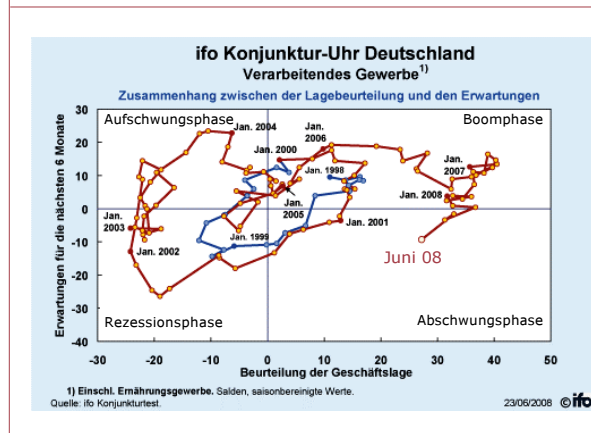 ifo Konjunktur-Uhr Deutschland
Verarbeitendes Gewerbe1)
Zusammenhang zwischen der Lagebeurteilung und den Erwartungen
Erwartungen für die nächsten 6 Monate
30
20
10
0
-10
-20
-30
-40
Aufschwungphase
Boomphase
Jan. 2004
Jan.
2006
Jan. 2000
Jan. 1998
Jan.
2007
Jan. 2008
Jan.
2005
Jan.
2003
Jan. 2001
Jan. 1999
Jan. 2002
Juni 08
Rezessionsphase
Abschwungsphase
-30
-20
-10
0
10
20
30
40
50
Beurteilung der Geschäftslage
1) Einschl. Ernährungsgewerbe. Salden, saisonbereinigte Werte.
Quelle: ifo Konjunkturtest.
23/06/2008 ©ifo